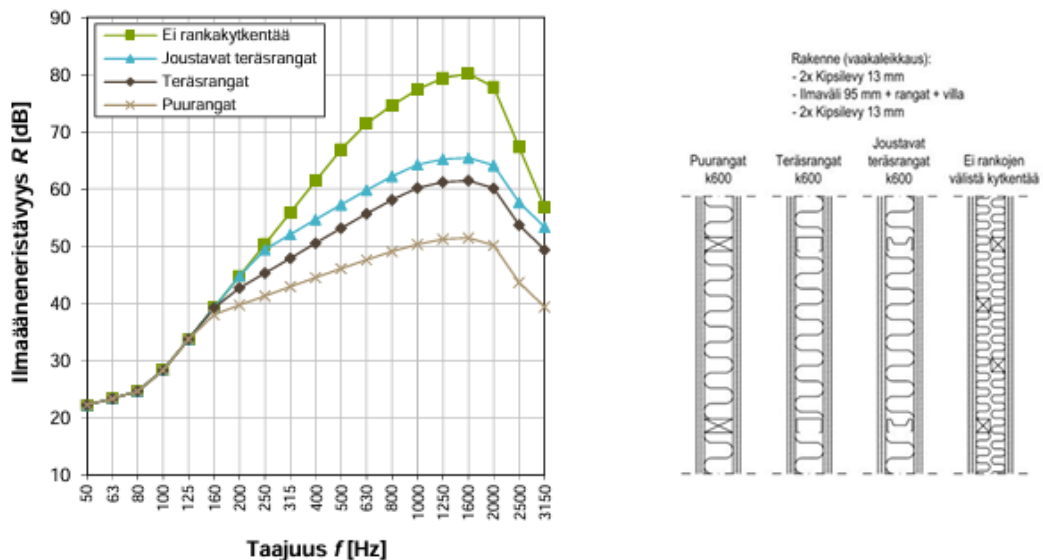 90
80
70
60
50
40
30
20
10
Ilmaääneneristävyys R [dB]
Ei rankakytkentää
Joustavat teräsrangat
Teräsrangat
Puurangat
50 63 80 100 125 160 200 250 315 400 500 630 800 1000 1250 1600 20000 2500 3150
Taajuus f [Hz]
Rakenne (vaakaleikkaus):
- 2x Kipsilevy 13 mm
- Ilmaväli 95 mm + rangat + villa
- 2x Kipsilevy 13 mm
Puurangat
k600
Teräsrangat
k600
Joustavat
teräsrangat
k600
Ei rankojen
välistä kytkentää